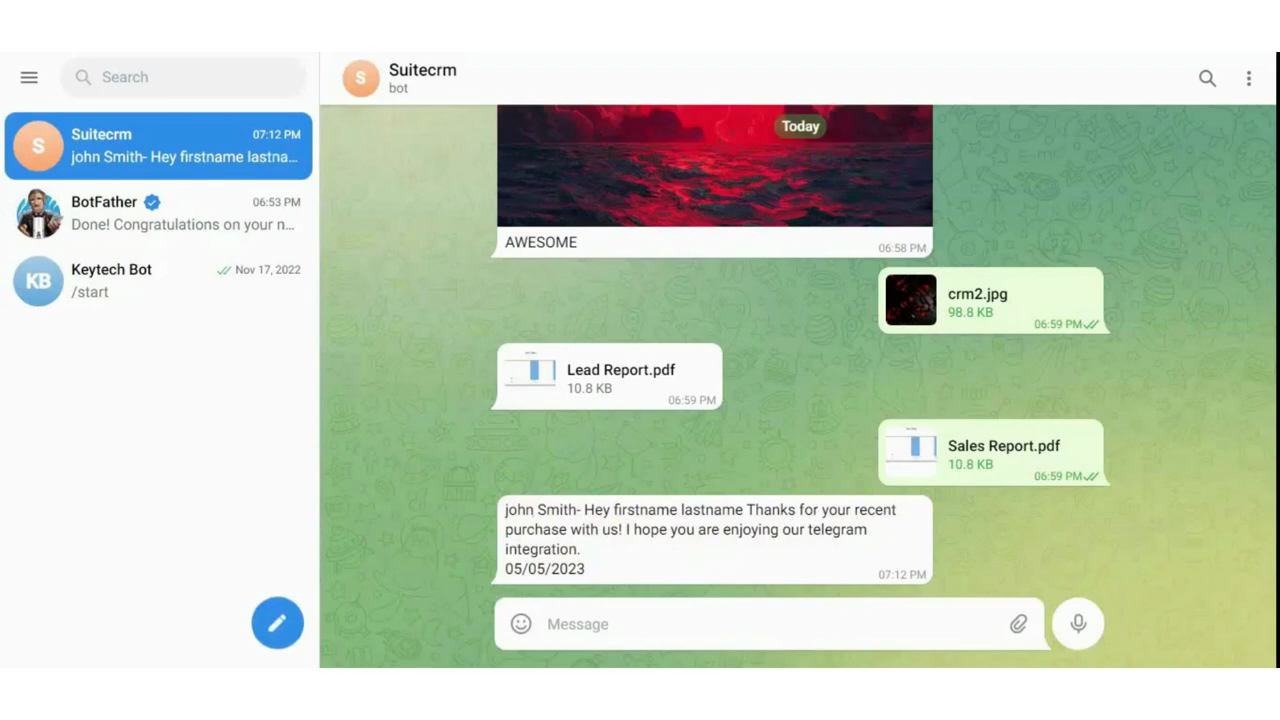 Search
S
Suitecrm
07:12 PM
john Smith- Hey firstname lastna...
BotFather
06:53 PM
Done! Congratulations on your n...
KB
Keytech Bot
Nov 17, 2022
/start
S
Suitecrm
bot
Today
AWESOME
06:58 PM
crm2.jpg
98.8 KB
06:59 PM
Lead Report.pdf
10.8 KB
06:59 PM
Sales Report.pdf
10.8 KB
06:59 PM
john Smith- Hey firstname lastname Thanks for your recent
purchase with us! I hope you are enjoying our telegram
integration.
05/05/2023
07:12 PM
Message